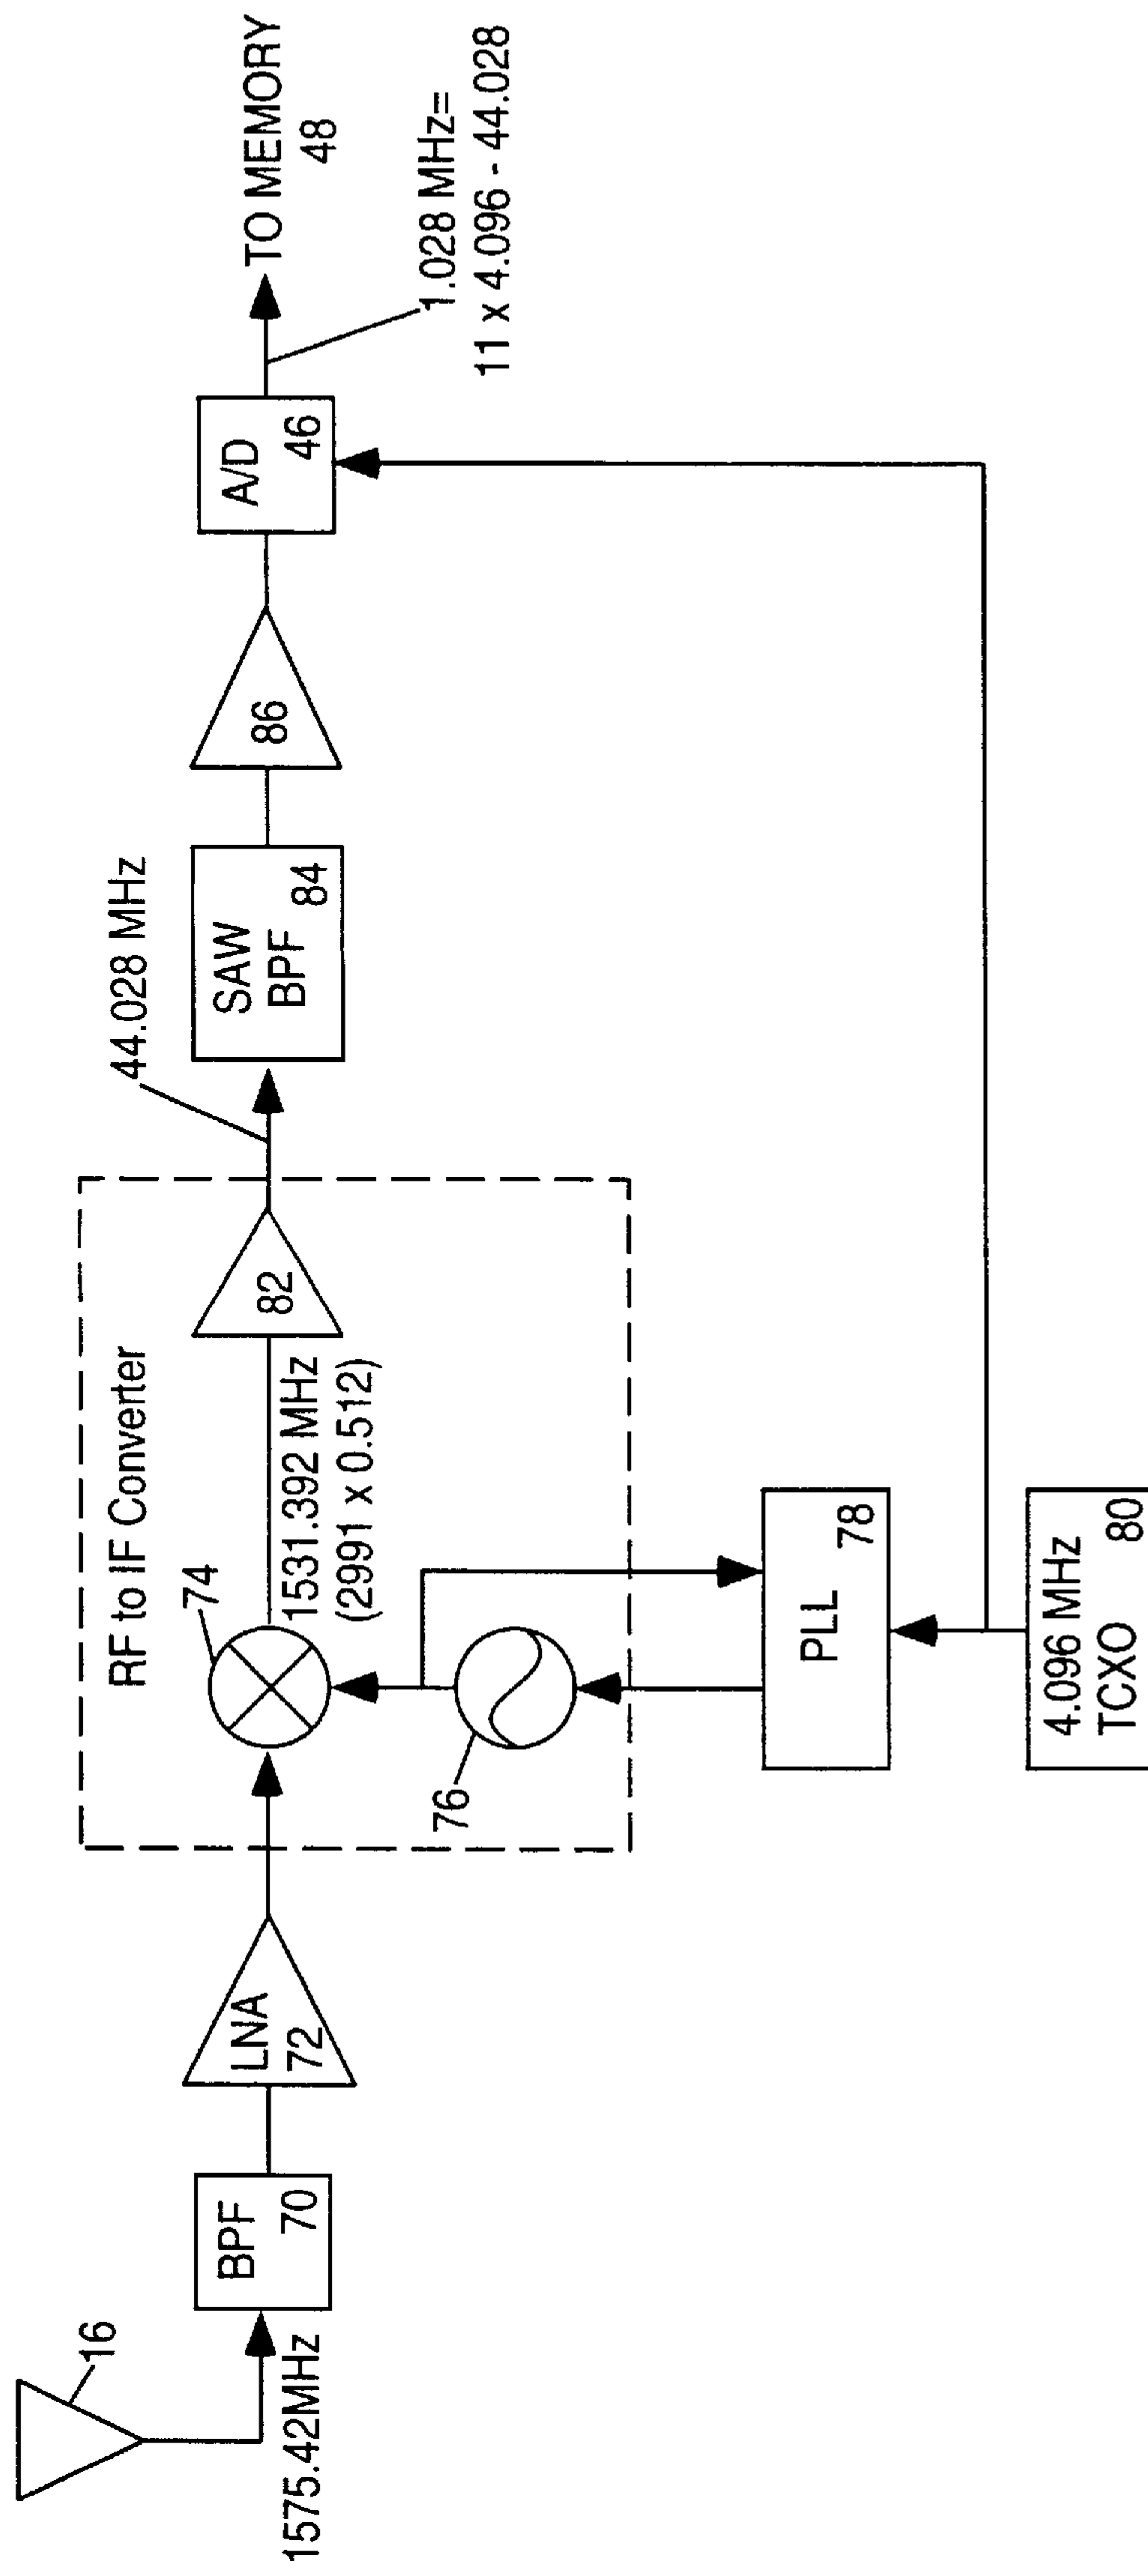 16
1575.42MHz
BPF
70
LNA
72
RF to IF Converter
74
76
1531.392 MHz
(2991 x 0.512)
82
44.028 MHz
SAW
BPF
84
86
A/D
46
TO MEMORY
48
1.028 MHz=
11 x 4.096 - 44.028
PLL
78
4.096 MHz
TCXO
80